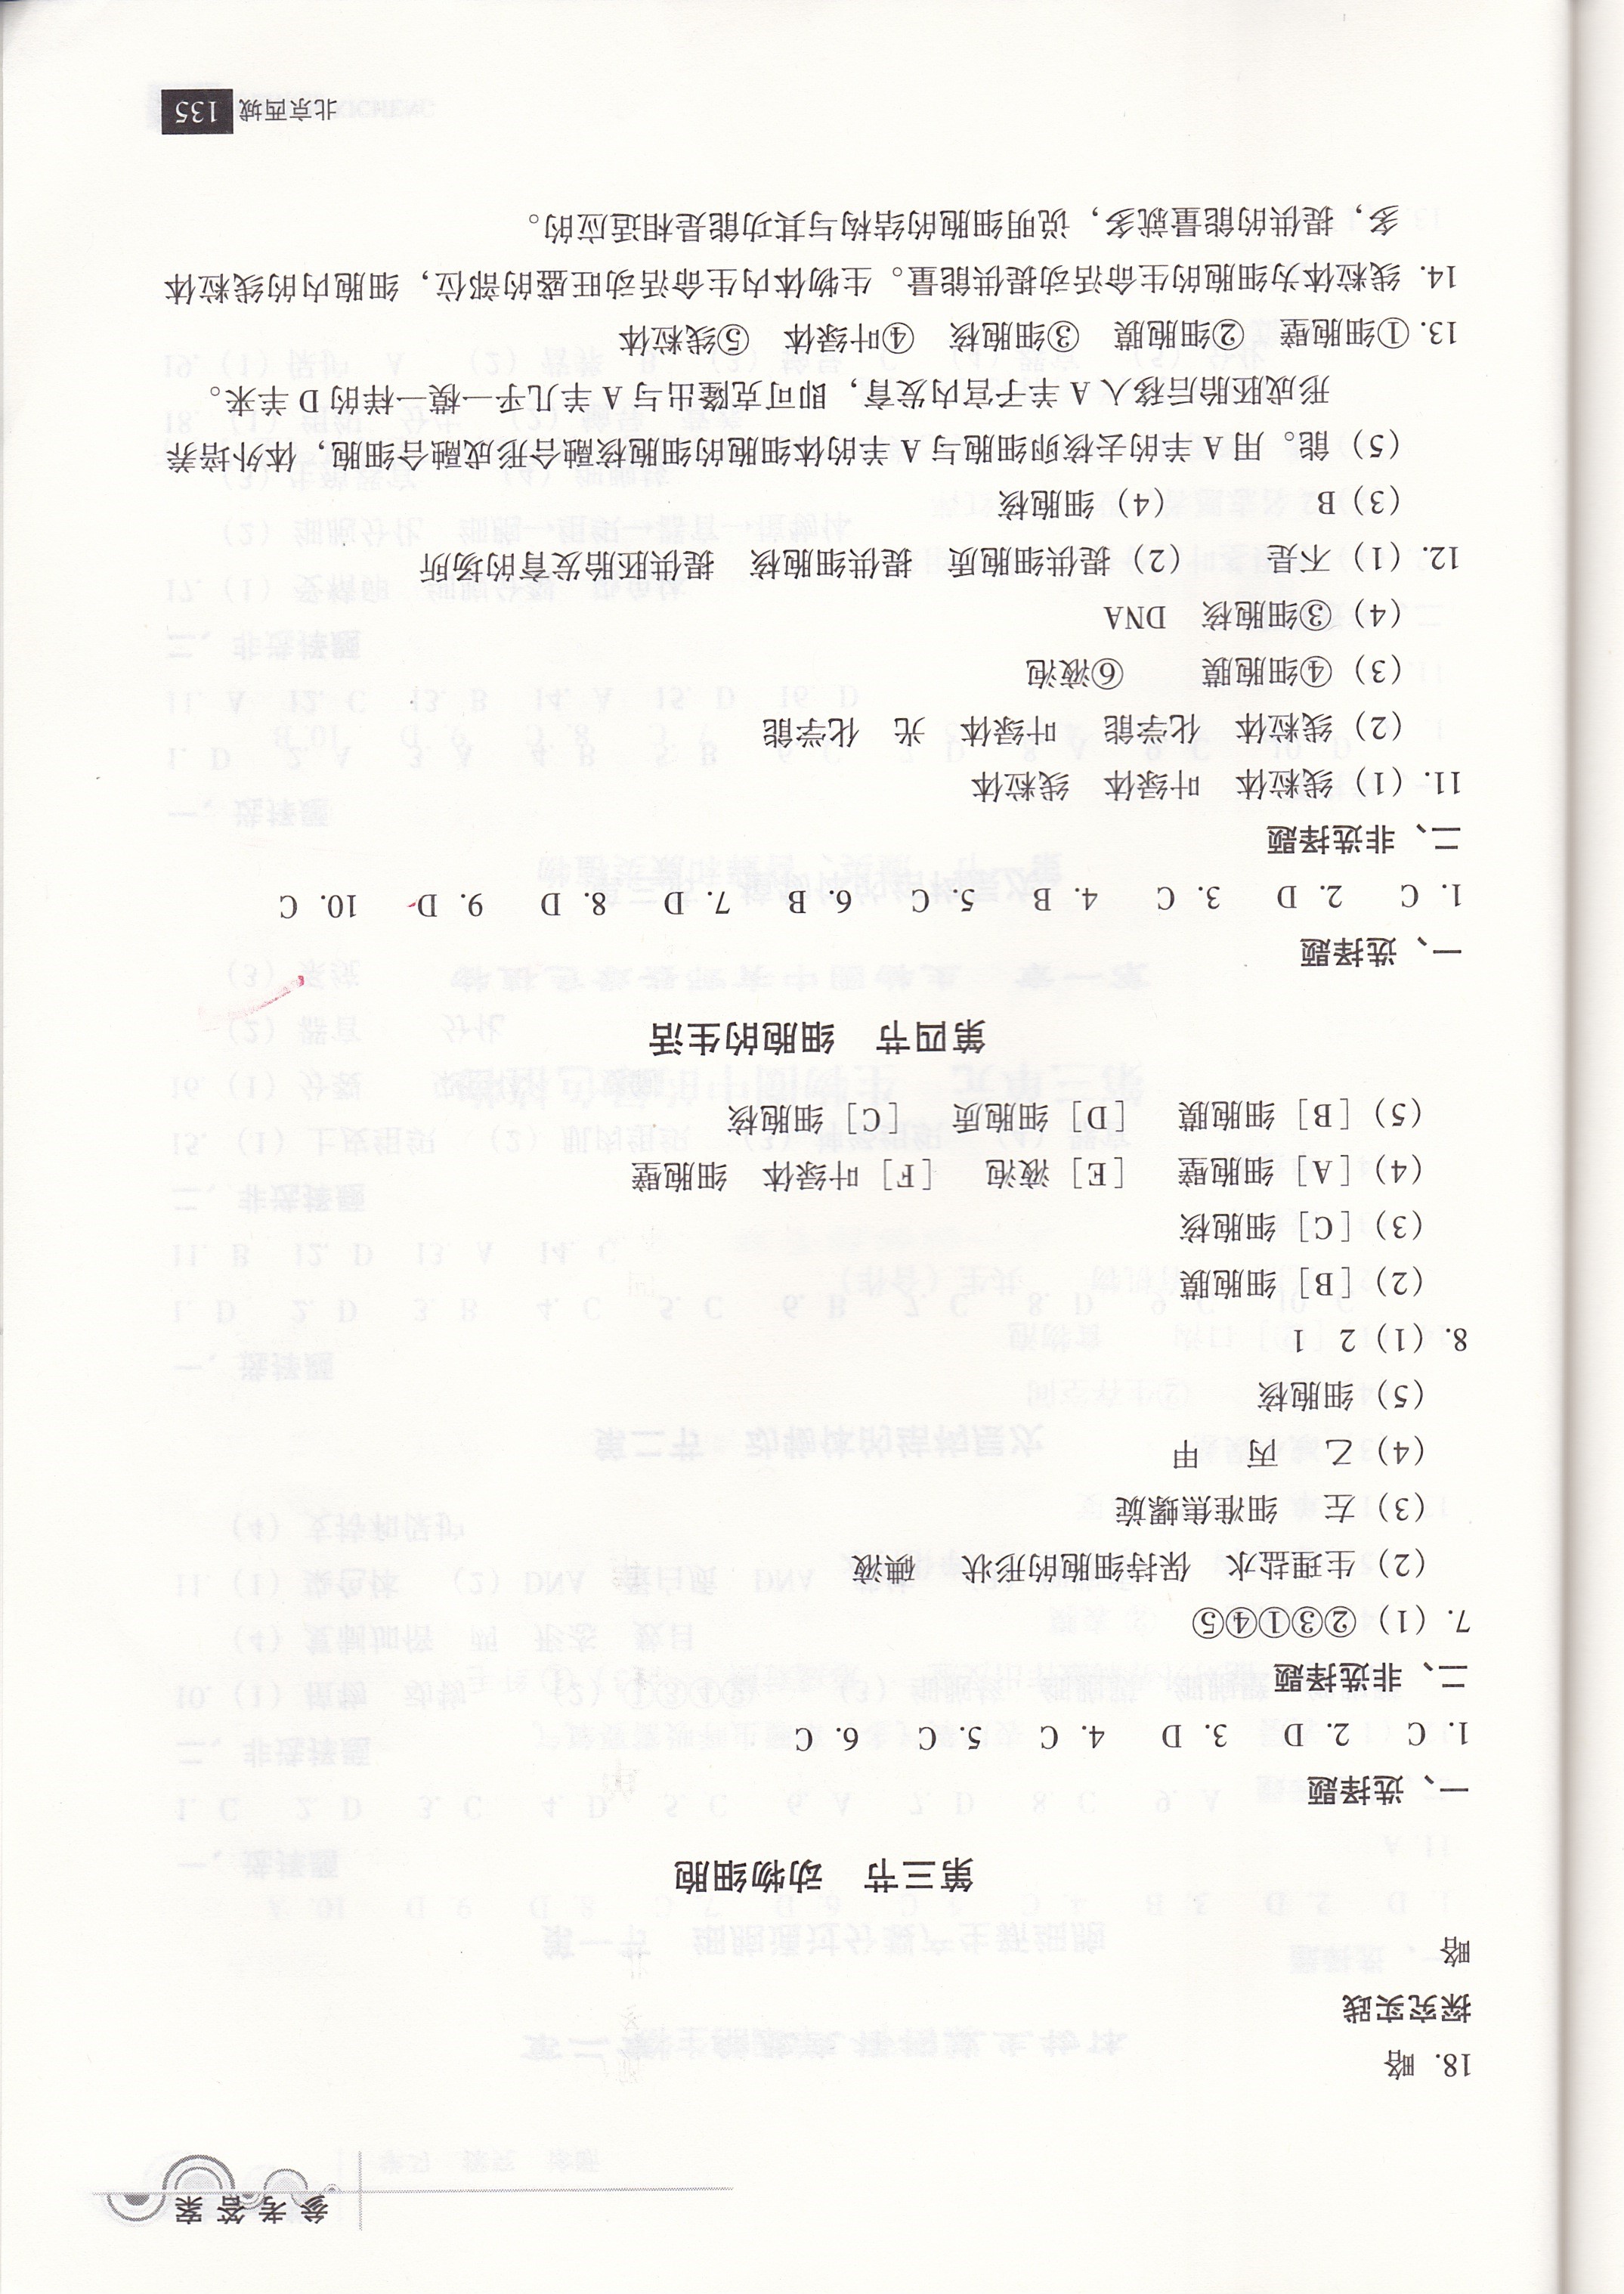 参考答案
18. 略
探究实践
略
第三节 动物细胞
一、选择题
1. C 2. D 3. D 4. C 5. C 6. C
二、非选择题
7.（1）②③①④⑤
（2）生理盐水 保持细胞的形状 碘液
（3）左 细准焦螺旋
（4）乙 丙 甲
（5）细胞核
8.（1）2 1
（2）［B］细胞膜
（3）［C］细胞核
（4）［A］细胞壁 ［E］液泡 ［F］叶绿体 细胞壁
（5）［B］细胞膜 ［D］细胞质 ［C］细胞核
第四节 细胞的生活
一、选择题
1. C 2. D 3. C 4. B 5. C 6. B 7. D 8. D 9. D 10. C
二、非选择题
11.（1）线粒体 叶绿体 线粒体
（2）线粒体 化学能 叶绿体 光 化学能
（3）④细胞膜 ⑥液泡
（4）③细胞核 DNA
12.（1）不是 （2）提供细胞质 提供细胞核 提供胚胎发育的场所
（3）B （4）细胞核
（5）能。用 A 羊的去核卵细胞与 A 羊的体细胞的细胞核融合形成融合细胞，体外培养
形成胚胎后移入 A 羊子宫内发育，即可克隆出与 A 羊几乎一模一样的 D 羊来。
13. ①细胞壁 ②细胞膜 ③细胞核 ④叶绿体 ⑤线粒体
14. 线粒体为细胞的生命活动提供能量。生物体内生命活动旺盛的部位，细胞内的线粒体
多，提供的能量就多，说明细胞的结构与其功能是相适应的。
北京西城 135